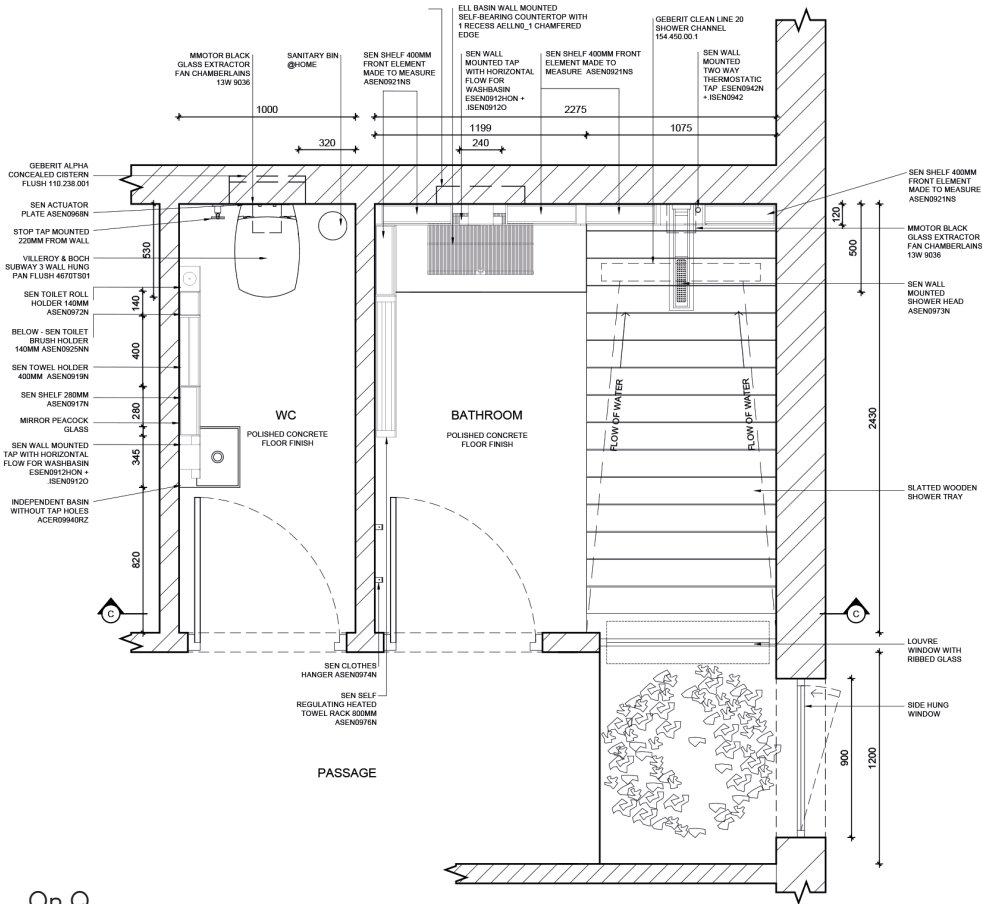 ELL BASIN WALL MOUNTED
SELF-BEARING COUNTERTOP WITH
1 RECESS AELLN0_1 CHAMFERED
EDGE
GEBERIT CLEAN LINE 20
SHOWER CHANNEL
154.450.00.1
MMOTOR BLACK
GLASS EXTRACTOR
FAN CHAMBERLAINS
13W 9036
SANITARY BIN
@HOME
SEN SHELF 400MM
FRONT ELEMENT
MADE TO MEASURE
ASEN0921NS
SEN WALL
MOUNTED TAP
WITH HORIZONTAL
FLOW FOR
WASHBASIN
ESEN0912HON +
.ISEN0912O
SEN SHELF 400MM FRONT
ELEMENT MADE TO
MEASURE ASEN0921NS
SEN WALL
MOUNTED
TWO WAY
THERMOSTATIC
TAP .ESEN0942N
+.ISEN0942
1000
2275
1199
1075
320
240
GEBERIT ALPHA
CONCEALED CISTERN
FLUSH 110.238.001
SEN ACTUATOR
PLATE ASEN0968N
STOP TAP MOUNTED
220MM FROM WALL
VILLEROY & BOCH
SUBWAY 3 WALL HUNG
PAN FLUSH 4670TS01
SEN TOILET ROLL
HOLDER 140MM
ASEN0972N
BELOW - SEN TOILET
BRUSH HOLDER
140MM ASEN0925NN
SEN TOWEL HOLDER
400MM ASEN0919N
SEN SHELF 280MM
ASEN0917N
MIRROR PEACOCK
GLASS
SEN WALL MOUNTED
TAP WITH HORIZONTAL
FLOW FOR WASHBASIN
ESEN0912HON +
.ISEN0912O
INDEPENDENT BASIN
WITHOUT TAP HOLES
ACER09940RZ
530
140
400
280
345
820
C
WC
POLISHED CONCRETE
FLOOR FINISH
BATHROOM
POLISHED CONCRETE
FLOOR FINISH
FLOW OF WATER
FLOW OF WATER
120
500
2430
SEN SHELF 400MM
FRONT ELEMENT
MADE TO MEASURE
ASEN0921NS
MMOTOR BLACK
GLASS EXTRACTOR
FAN CHAMBERLAINS
13W 9036
SEN WALL
MOUNTED
SHOWER HEAD
ASEN0973N
SLATTED WOODEN
SHOWER TRAY
C
LOUVRE
WINDOW WITH
RIBBED GLASS
SIDE HUNG
WINDOW
900
1200
SEN CLOTHES
HANGER ASEN0974N
SEN SELF
REGULATING HEATED
TOWEL RACK 800MM
ASEN0976N
PASSAGE